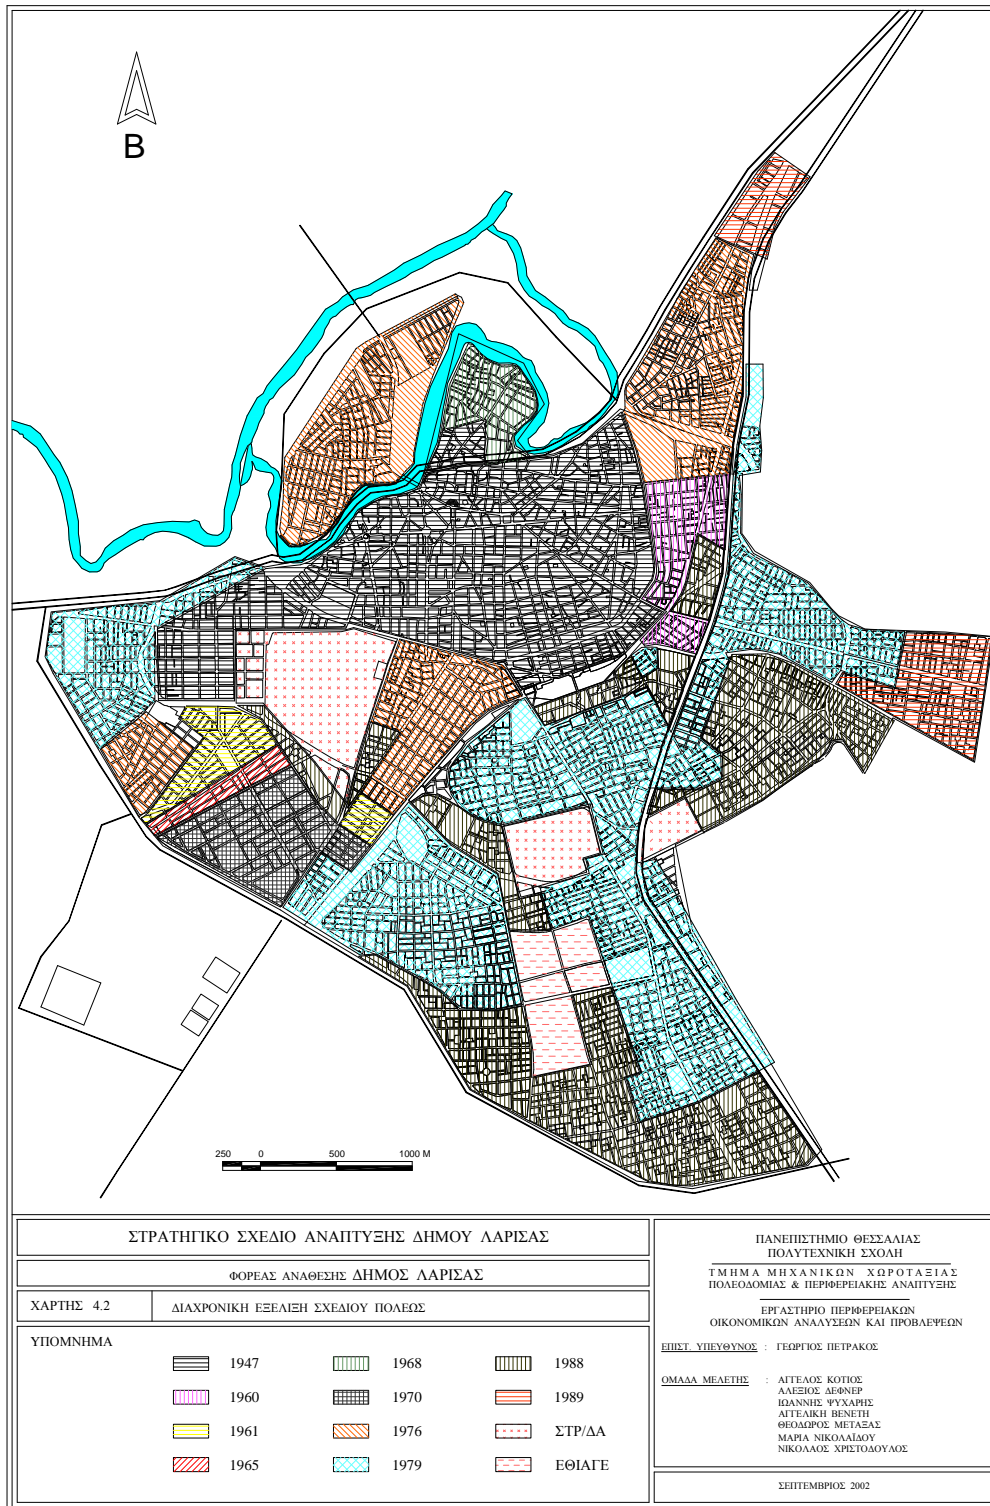 Β
250 0 500 1000 M
ΣΤΡΑΤΗΓΙΚΟ ΣΧΕΔΙΟ ΑΝΑΠΤΥΞΗΣ ΔΗΜΟΥ ΛΑΡΙΣΑΣ
ΦΟΡΕΑΣ ΑΝΑΘΕΣΗΣ ΔΗΜΟΣ ΛΑΡΙΣΑΣ
ΧΑΡΤΗΣ 4.2 ΔΙΑΧΡΟΝΙΚΗ ΕΞΕΛΙΞΗ ΣΧΕΔΙΟΥ ΠΟΛΕΩΣ
ΥΠΟΜΝΗΜΑ
1947 1968 1988
1960 1970 1989
1961 1976 ΣΤΡ/ΔΑ
1965 1979 ΕΘΙΑΓΕ
ΠΑΝΕΠΙΣΤΗΜΙΟ ΘΕΣΣΑΛΙΑΣ
ΠΟΛΥΤΕΧΝΙΚΗ ΣΧΟΛΗ
ΤΜΗΜΑ ΜΗΧΑΝΙΚΩΝ ΧΩΡΟΤΑΞΙΑΣ
ΠΟΛΕΟΔΟΜΙΑΣ & ΠΕΡΙΦΕΡΕΙΑΚΗΣ ΑΝΑΠΤΥΞΗΣ
ΕΡΓΑΣΤΗΡΙΟ ΠΕΡΙΦΕΡΕΙΑΚΩΝ
ΟΙΚΟΝΟΜΙΚΩΝ ΑΝΑΛΥΣΕΩΝ ΚΑΙ ΠΡΟΒΛΕΨΕΩΝ
ΕΠΙΣΤ. ΥΠΕΥΘΥΝΟΣ : ΓΕΩΡΓΙΟΣ ΠΕΤΡΑΚΟΣ
ΟΜΑΔΑ ΜΕΛΕΤΗΣ : ΑΓΓΕΛΟΣ ΚΟΤΙΟΣ
ΑΛΕΞΙΟΣ ΔΕΦΝΕΡ
ΙΩΑΝΝΗΣ ΨΥΧΑΡΗΣ
ΑΓΓΕΛΙΚΗ ΒΕΝΕΤΗ
ΘΕΟΔΩΡΟΣ ΜΕΤΑΞΑΣ
ΜΑΡΙΑ ΝΙΚΟΛΑΪΔΟΥ
ΝΙΚΟΛΑΟΣ ΧΡΙΣΤΟΔΟΥΛΟΣ
ΣΕΠΤΕΜΒΡΙΟΣ 2002